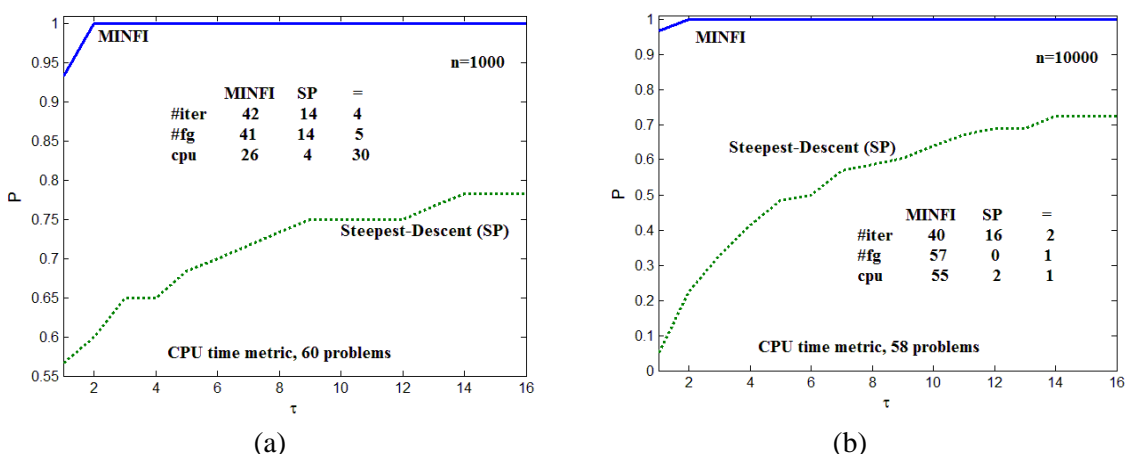 1
0.95
0.9
0.85
0.8
0.75
0.7
0.65
0.6
0.55
P
MINFI
n=1000
MINFI SP =
#iter 42 14 4
#fg 41 14 5
cpu 26 4 30
Steepest-Descent (SP)
CPU time metric, 60 problems
2 4 6 8 10 12 14 16
τ
(a)
1
0.9
0.8
0.7
0.6
0.5
0.4
0.3
0.2
0.1
0
P
MINFI
n=10000
Steepest-Descent (SP)
MINFI SP =
#iter 40 16 2
#fg 57 0 1
cpu 55 2 1
CPU time metric, 58 problems
2 4 6 8 10 12 14 16
τ
(b)